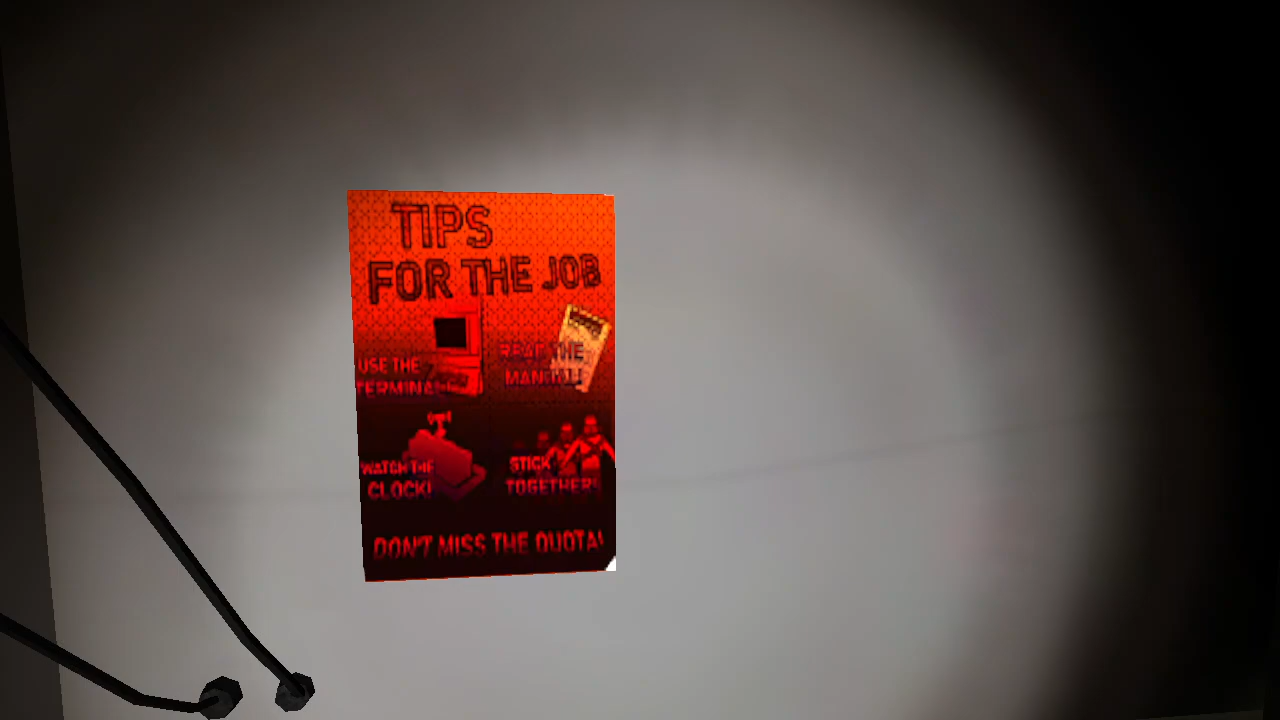 TIPS
FOR THE JOB
USE THE
TERMINAL!
READ THE
MANUAL!
WATCH THE
CLOCK!
STICK
TOGETHER!
DON'T MISS THE QUOTA!